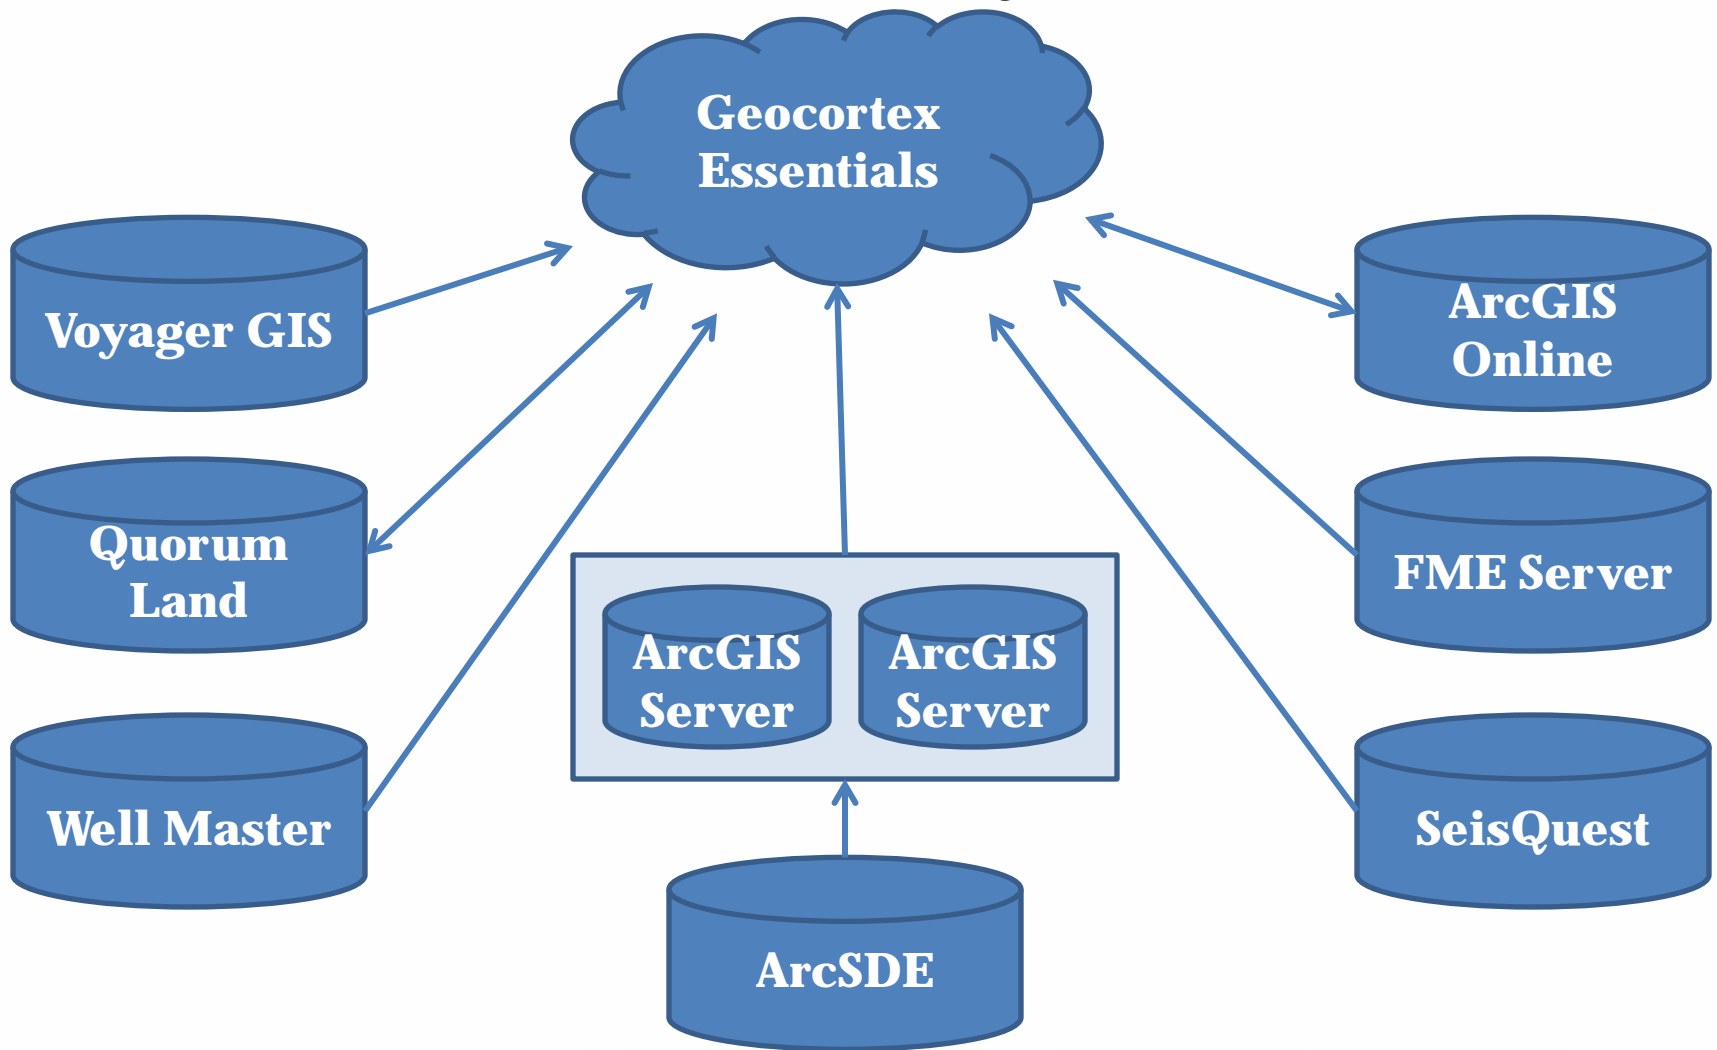 Geocortex
Essentials
Voyager GIS
ArcGIS
Online
Quorum
Land
FME Server
ArcGIS
Server
ArcGIS
Server
Well Master
SeisQuest
ArcSDE